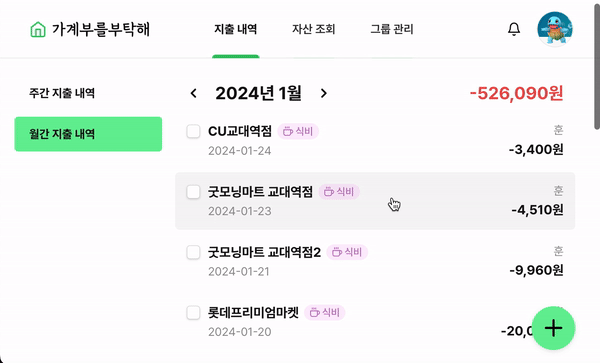 가계부를부탁해
지출 내역
자산 조회
그룹 관리
주간 지출 내역
월간 지출 내역
2024년 1월
-526,090원
CU교대역점
식비
훈
2024-01-24
-3,400원
굿모닝마트 교대역점
식비
훈
2024-01-23
-4,510원
굿모닝마트 교대역점2
식비
훈
2024-01-21
-9,960원
롯데프리미엄마켓
식비
훈
2024-01-20